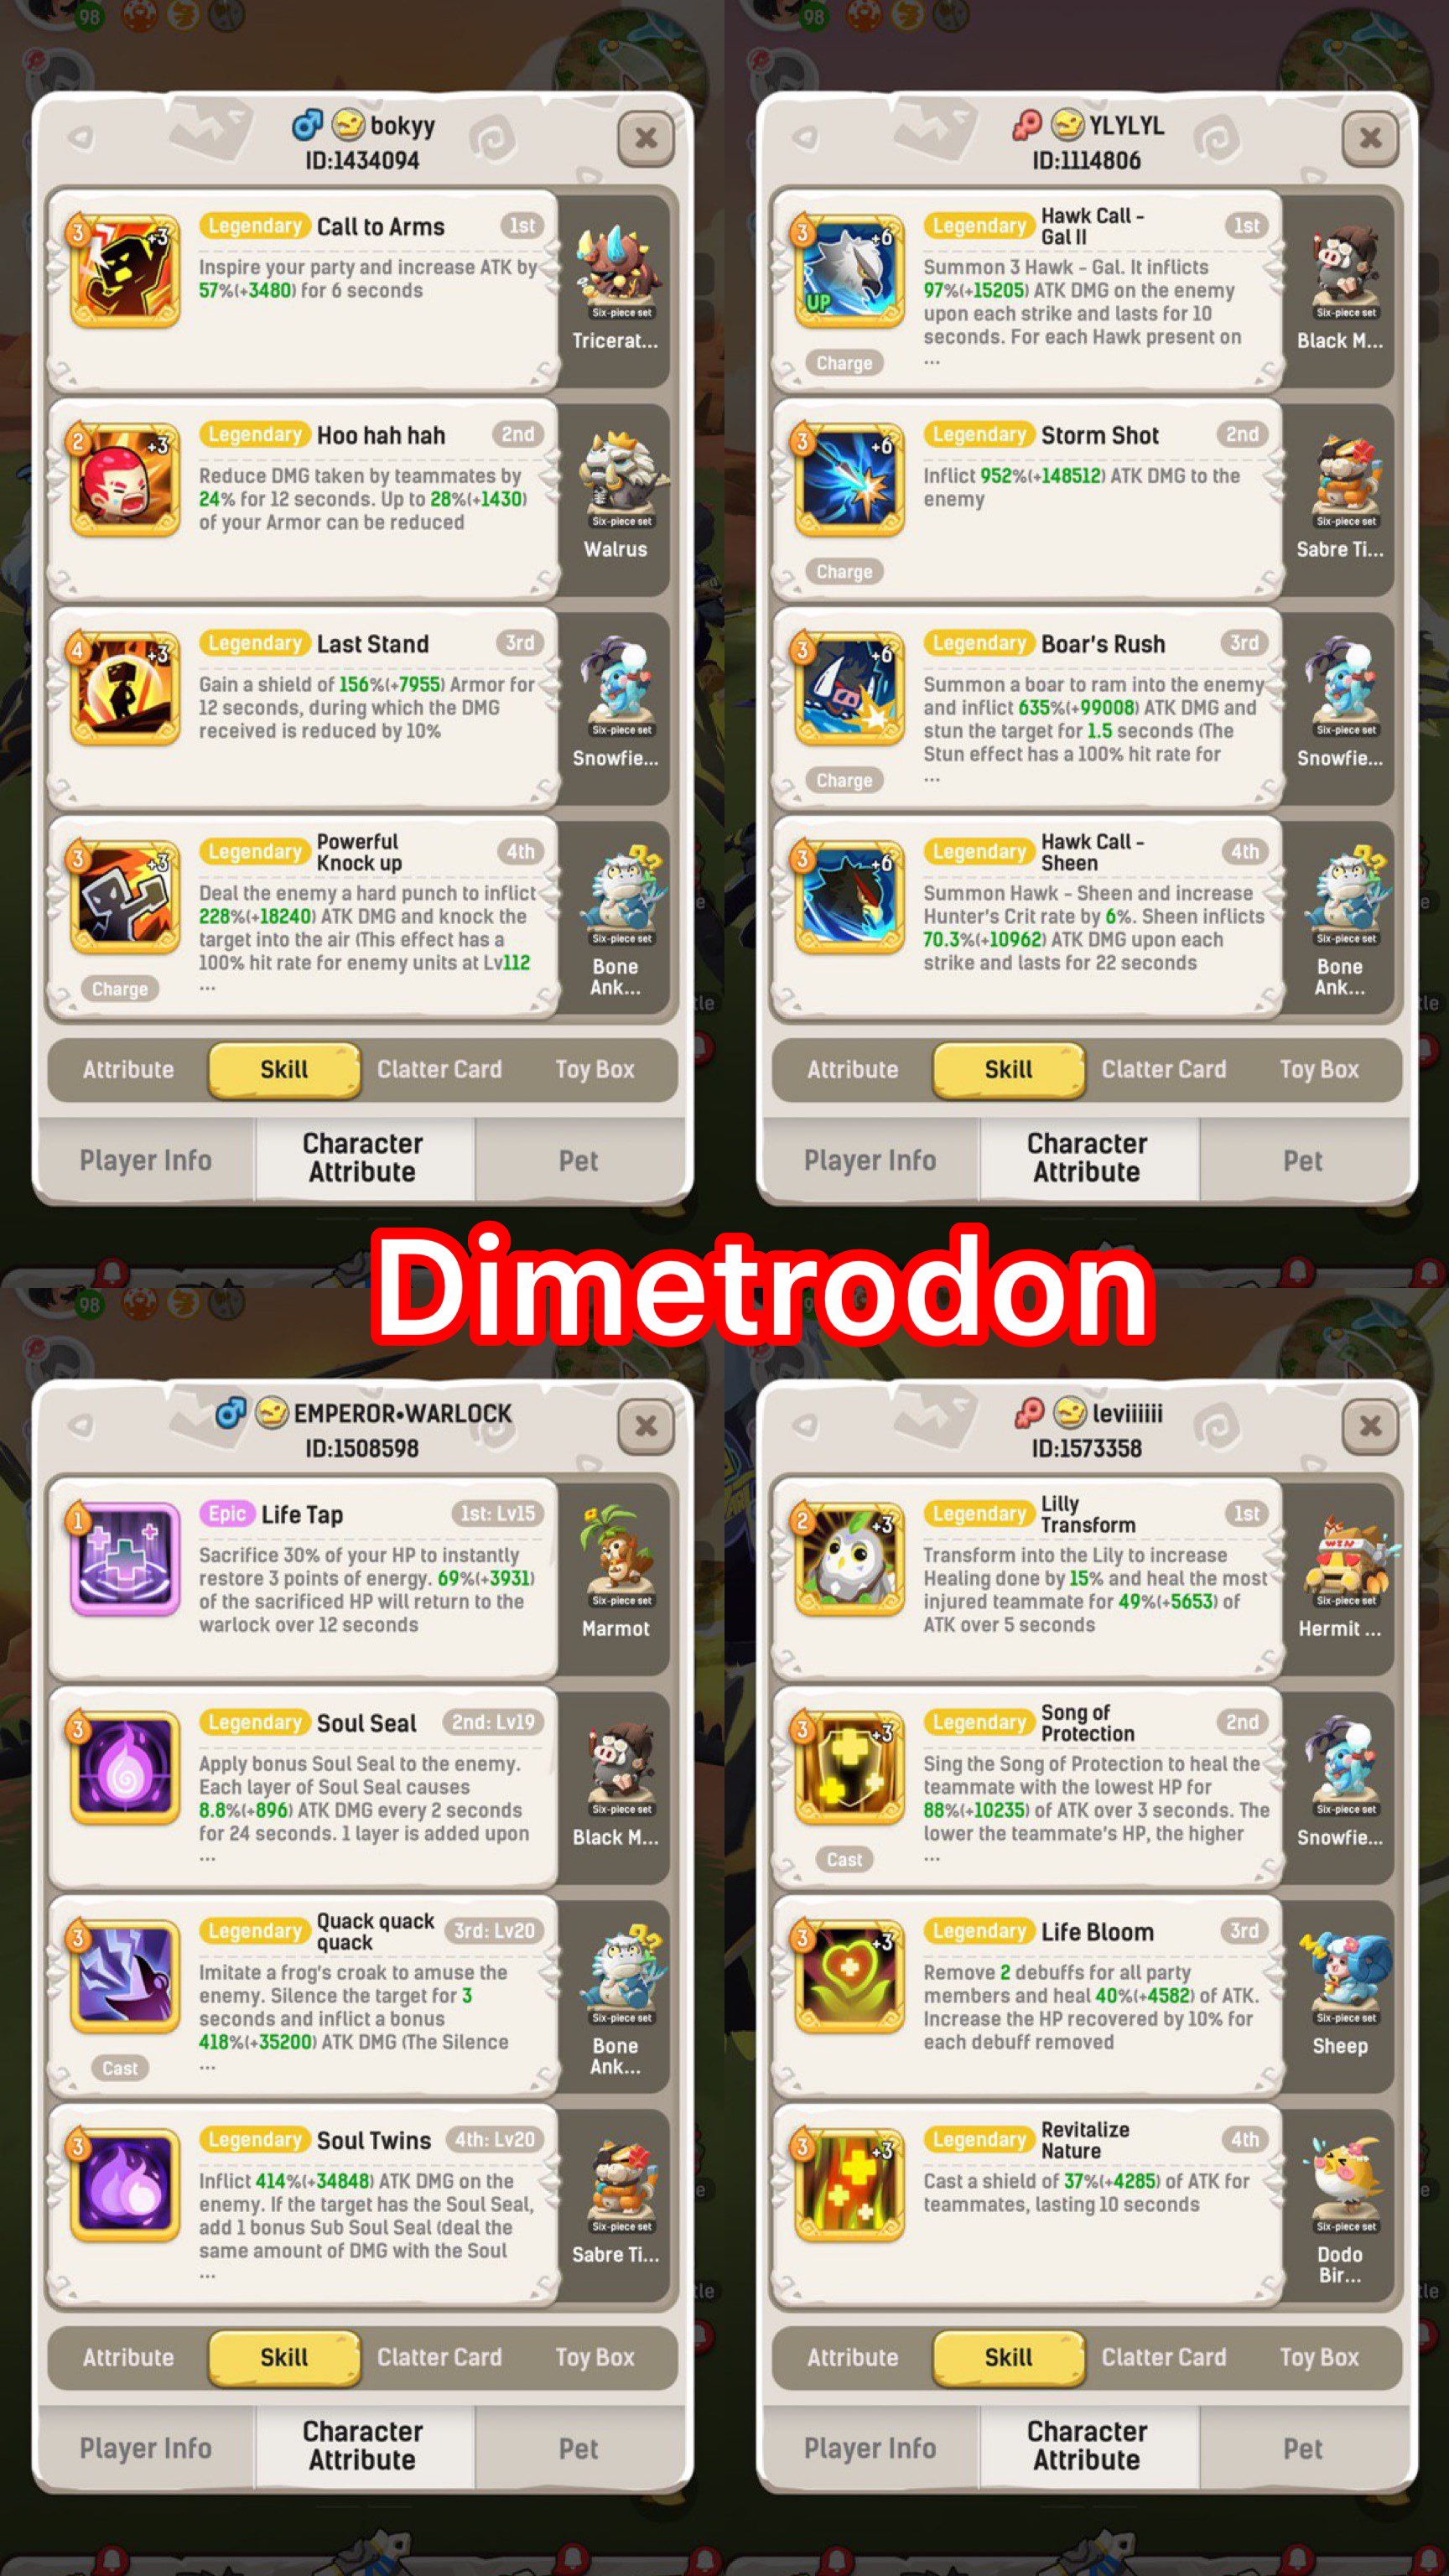 98
98
bokyy
ID:1434094
3
+3
Legendary Call to Arms 1st
Inspire your party and increase ATK by
57%(+3480) for 6 seconds
Six-piece set
Tricerat...
2
+3
Legendary Hoo hah hah 2nd
Reduce DMG taken by teammates by
24% for 12 seconds. Up to 28%(+1430)
of your Armor can be reduced
Six-piece set
Walrus
4
+3
Legendary Last Stand 3rd
Gain a shield of 156%(+7955) Armor for
12 seconds, during which the DMG
received is reduced by 10%
Six-piece set
Snowfie...
3
+3
Legendary Powerful
Knock up 4th
Deal the enemy a hard punch to inflict
228%(+18240) ATK DMG and knock the
target into the air (This effect has a
100% hit rate for enemy units at Lv112
...
Charge
Six-piece set
Bone
Ank...
Attribute Skill Clatter Card Toy Box
Player Info Character
Attribute Pet
YLYLYL
ID:1114806
3
+6
UP
Legendary Hawk Call -
Gal II 1st
Summon 3 Hawk - Gal. It inflicts
97%(+15205) ATK DMG on the enemy
upon each strike and lasts for 10
seconds. For each Hawk present on
...
Charge
Six-piece set
Black M...
3
+6
Legendary Storm Shot 2nd
Inflict 952%(+148512) ATK DMG to the
enemy
Charge
Six-piece set
Sabre Ti...
3
+6
Legendary Boar's Rush 3rd
Summon a boar to ram into the enemy
and inflict 635%(+99008) ATK DMG and
stun the target for 1.5 seconds (The
Stun effect has a 100% hit rate for
...
Charge
Six-piece set
Snowfie...
3
+6
Legendary Hawk Call -
Sheen 4th
Summon Hawk - Sheen and increase
Hunter's Crit rate by 6%. Sheen inflicts
70.3%(+10962) ATK DMG upon each
strike and lasts for 22 seconds
Six-piece set
Bone
Ank...
Attribute Skill Clatter Card Toy Box
Player Info Character
Attribute Pet
Dimetrodon
98
EMPEROR•WARLOCK
ID:1508598
1
Epic Life Tap 1st: Lv15
Sacrifice 30% of your HP to instantly
restore 3 points of energy. 69%(+3931)
of the sacrificed HP will return to the
warlock over 12 seconds
Six-piece set
Marmot
3
Legendary Soul Seal 2nd: Lv19
Apply bonus Soul Seal to the enemy.
Each layer of Soul Seal causes
8.8%(+896) ATK DMG every 2 seconds
for 24 seconds. 1 layer is added upon
...
Six-piece set
Black M...
3
Legendary Quack quack
quack 3rd: Lv20
Imitate a frog's croak to amuse the
enemy. Silence the target for 3
seconds and inflict a bonus
418%(+35200) ATK DMG (The Silence
...
Cast
Six-piece set
Bone
Ank...
3
Legendary Soul Twins 4th: Lv20
Inflict 414%(+34848) ATK DMG on the
enemy. If the target has the Soul Seal,
add 1 bonus Sub Soul Seal (deal the
same amount of DMG with the Soul
...
Six-piece set
Sabre Ti...
Attribute Skill Clatter Card Toy Box
Player Info Character
Attribute Pet
leviiiiii
ID:1573358
2
+3
Legendary Lilly
Transform 1st
Transform into the Lily to increase
Healing done by 15% and heal the most
injured teammate for 49%(+5653) of
ATK over 5 seconds
WIN
Six-piece set
Hermit ...
3
+3
Legendary Song of
Protection 2nd
Sing the Song of Protection to heal the
teammate with the lowest HP for
88%(+10235) of ATK over 3 seconds. The
lower the teammate's HP, the higher
...
Cast
Six-piece set
Snowfie...
3
+3
Legendary Life Bloom 3rd
Remove 2 debuffs for all party
members and heal 40%(+4582) of ATK.
Increase the HP recovered by 10% for
each debuff removed
Six-piece set
Sheep
3
+3
Legendary Revitalize
Nature 4th
Cast a shield of 37%(+4285) of ATK for
teammates, lasting 10 seconds
Six-piece set
Dodo
Bir...
Attribute Skill Clatter Card Toy Box
Player Info Character
Attribute Pet